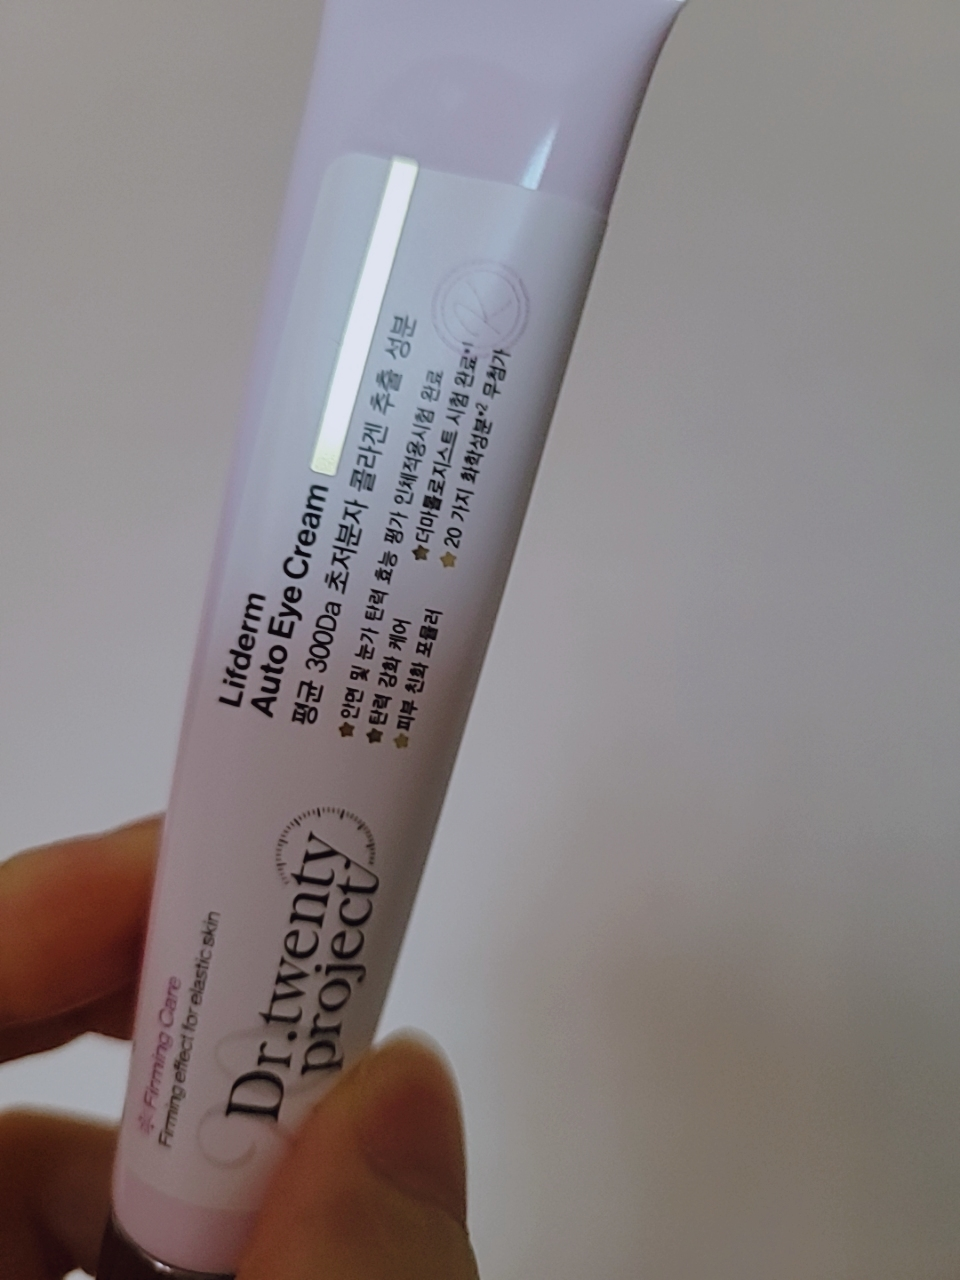 Firming Care
Firming effect for elastic skin
Dr.twenty
project
Lifderm
Auto Eye Cream
평균 300Da 초저분자 콜라겐 추출 성분
★안면 및 눈가 탄력 효능 평가 인체적용시험 완료
★탄력 강화 케어 ★더마톨로지스트 시험 완료*1
★피부 친화 포뮬러 ★20 가지 화학성분*2 무첨가